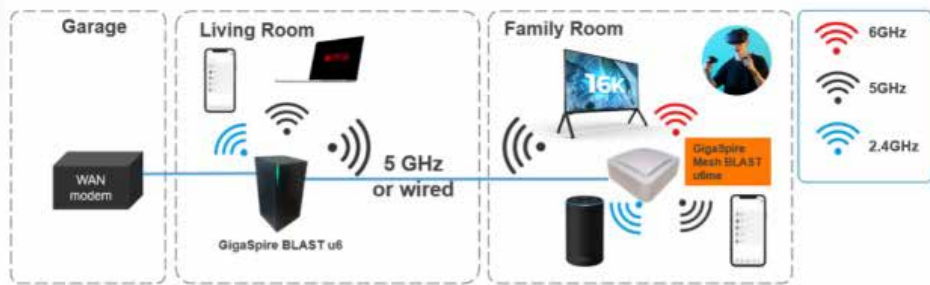 Garage
Living Room
Family Room
6GHz
5GHz
2.4GHz
NETFLIX
16K
WAN
modem
5 GHz
or wired
GigaSpire
Mesh BLAST
u6me
GigaSpire BLAST u6